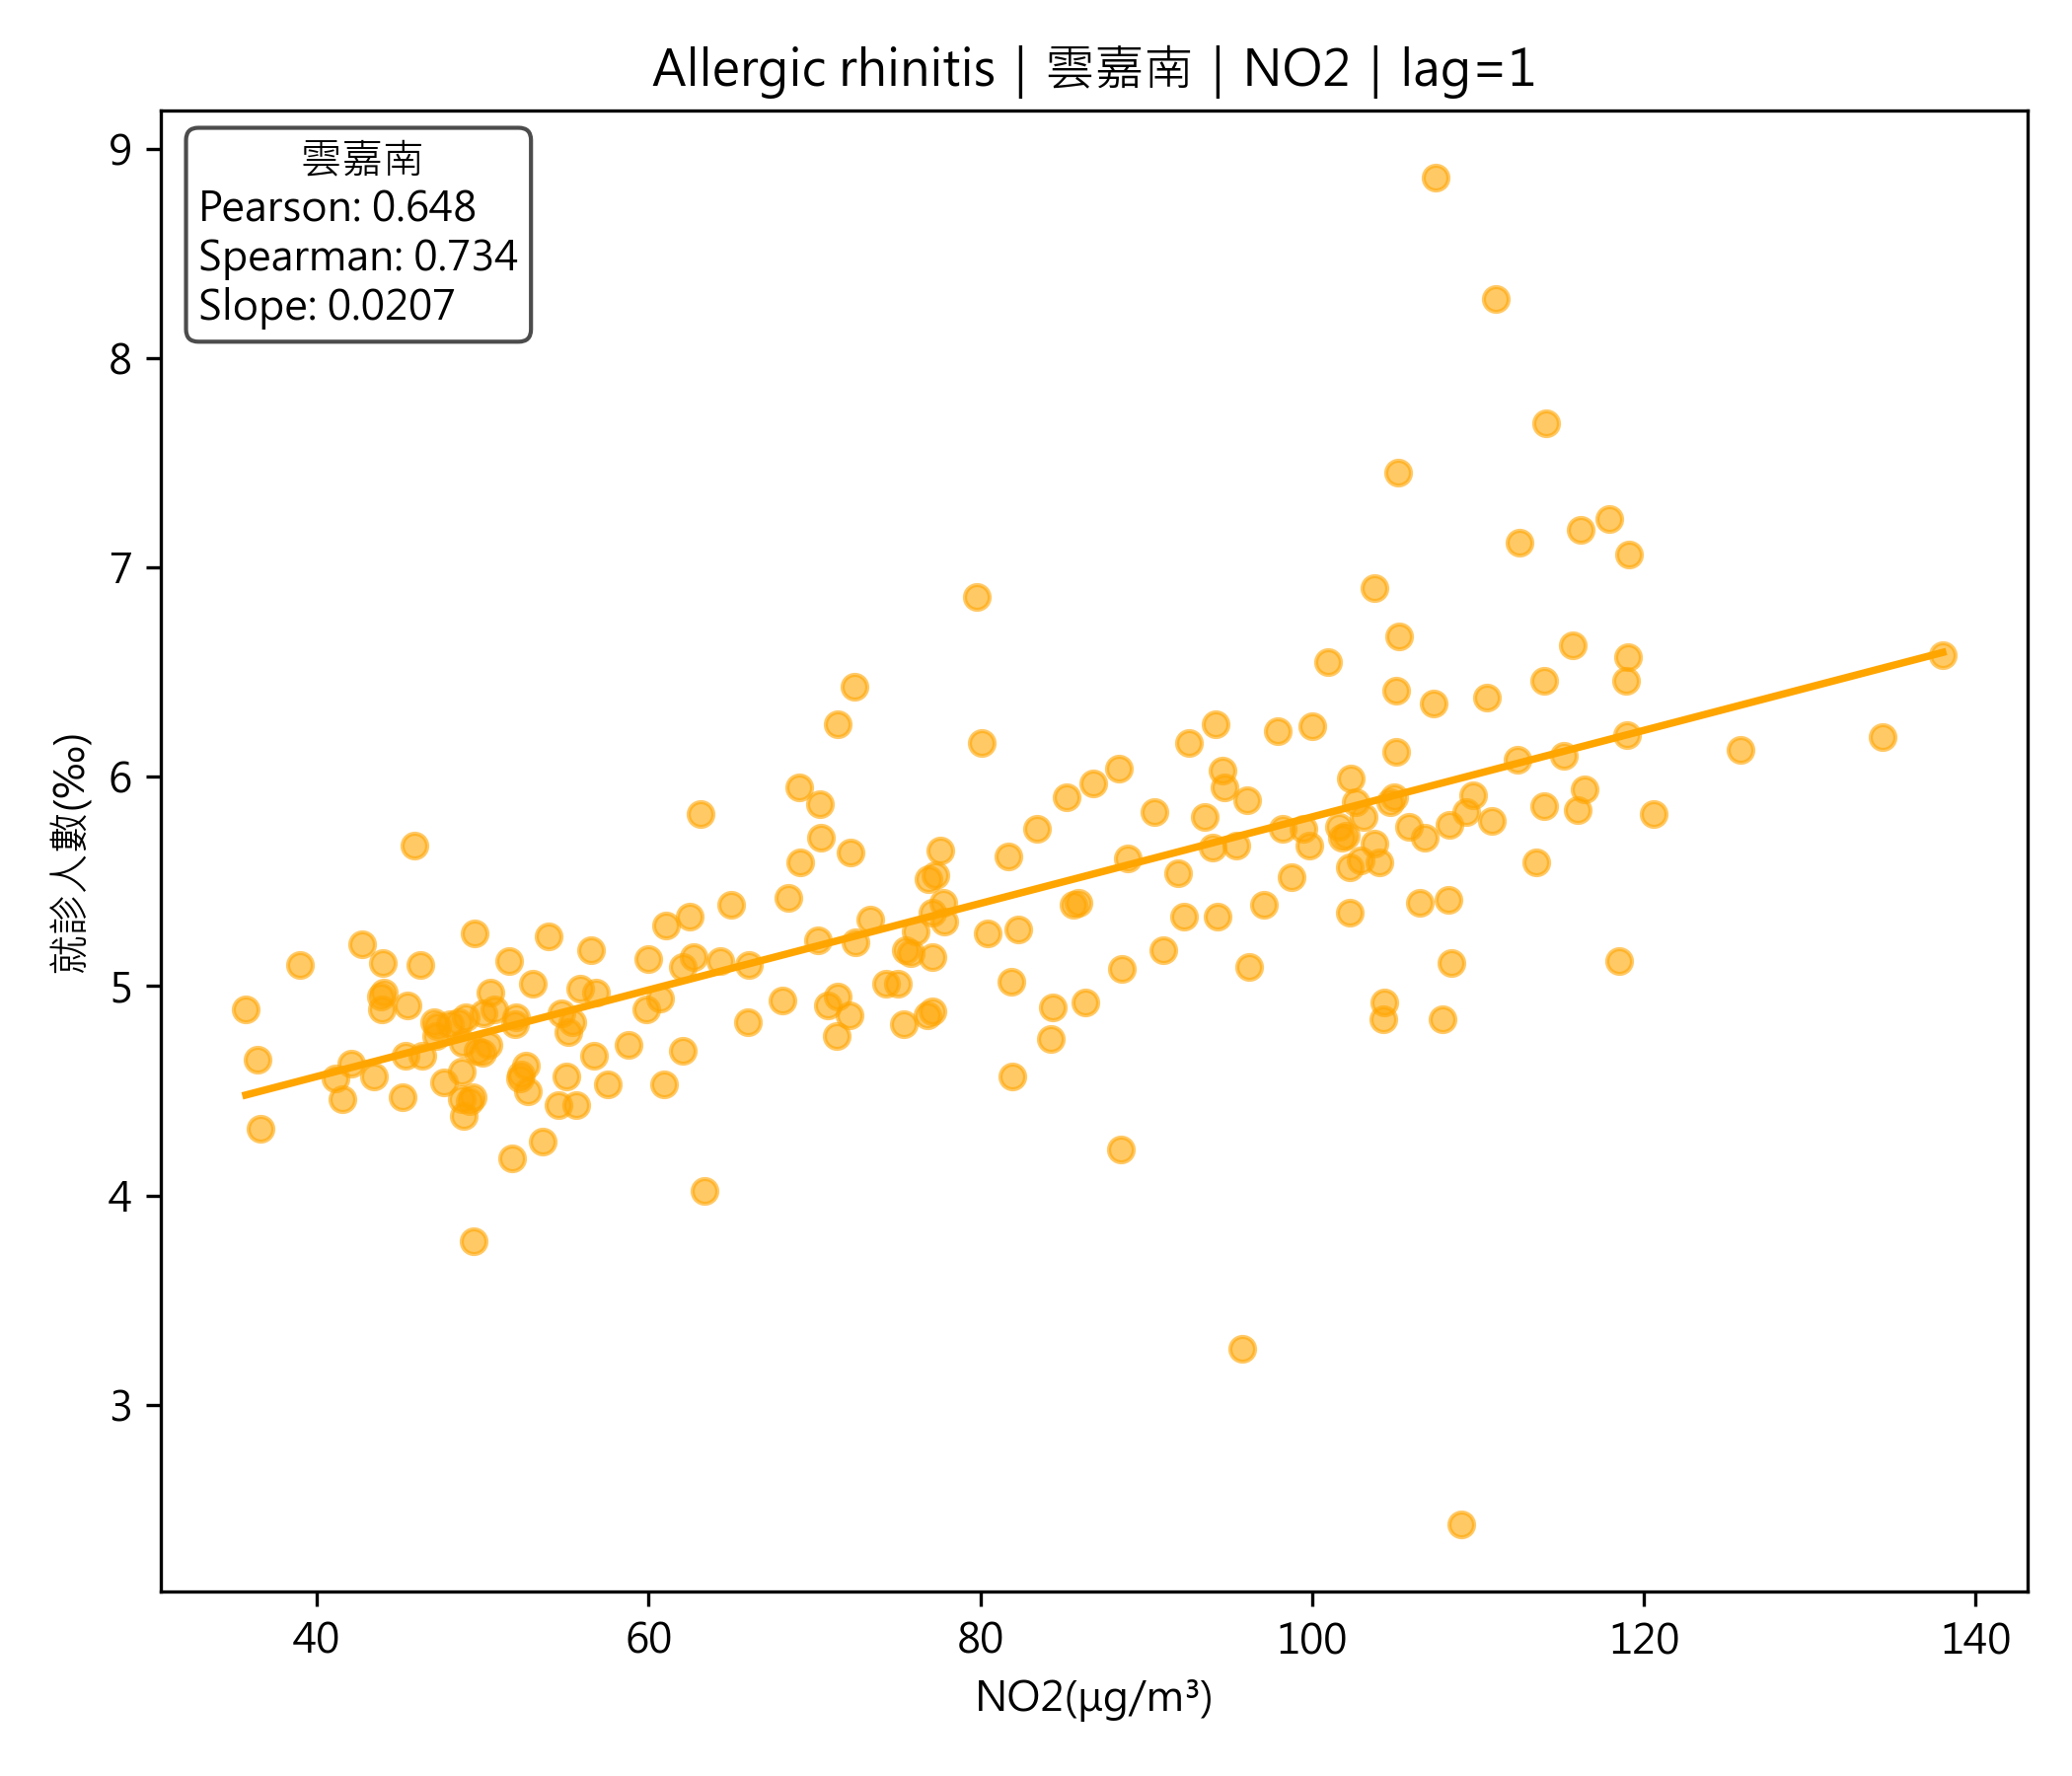 Allergic rhinitis | 雲嘉南 | NO2 | lag=1
雲嘉南
Pearson: 0.648
Spearman: 0.734
Slope: 0.0207
9
8
7
6
5
4
3
就診人數(‰)
40 60 80 100 120 140
NO2(μg/m³)